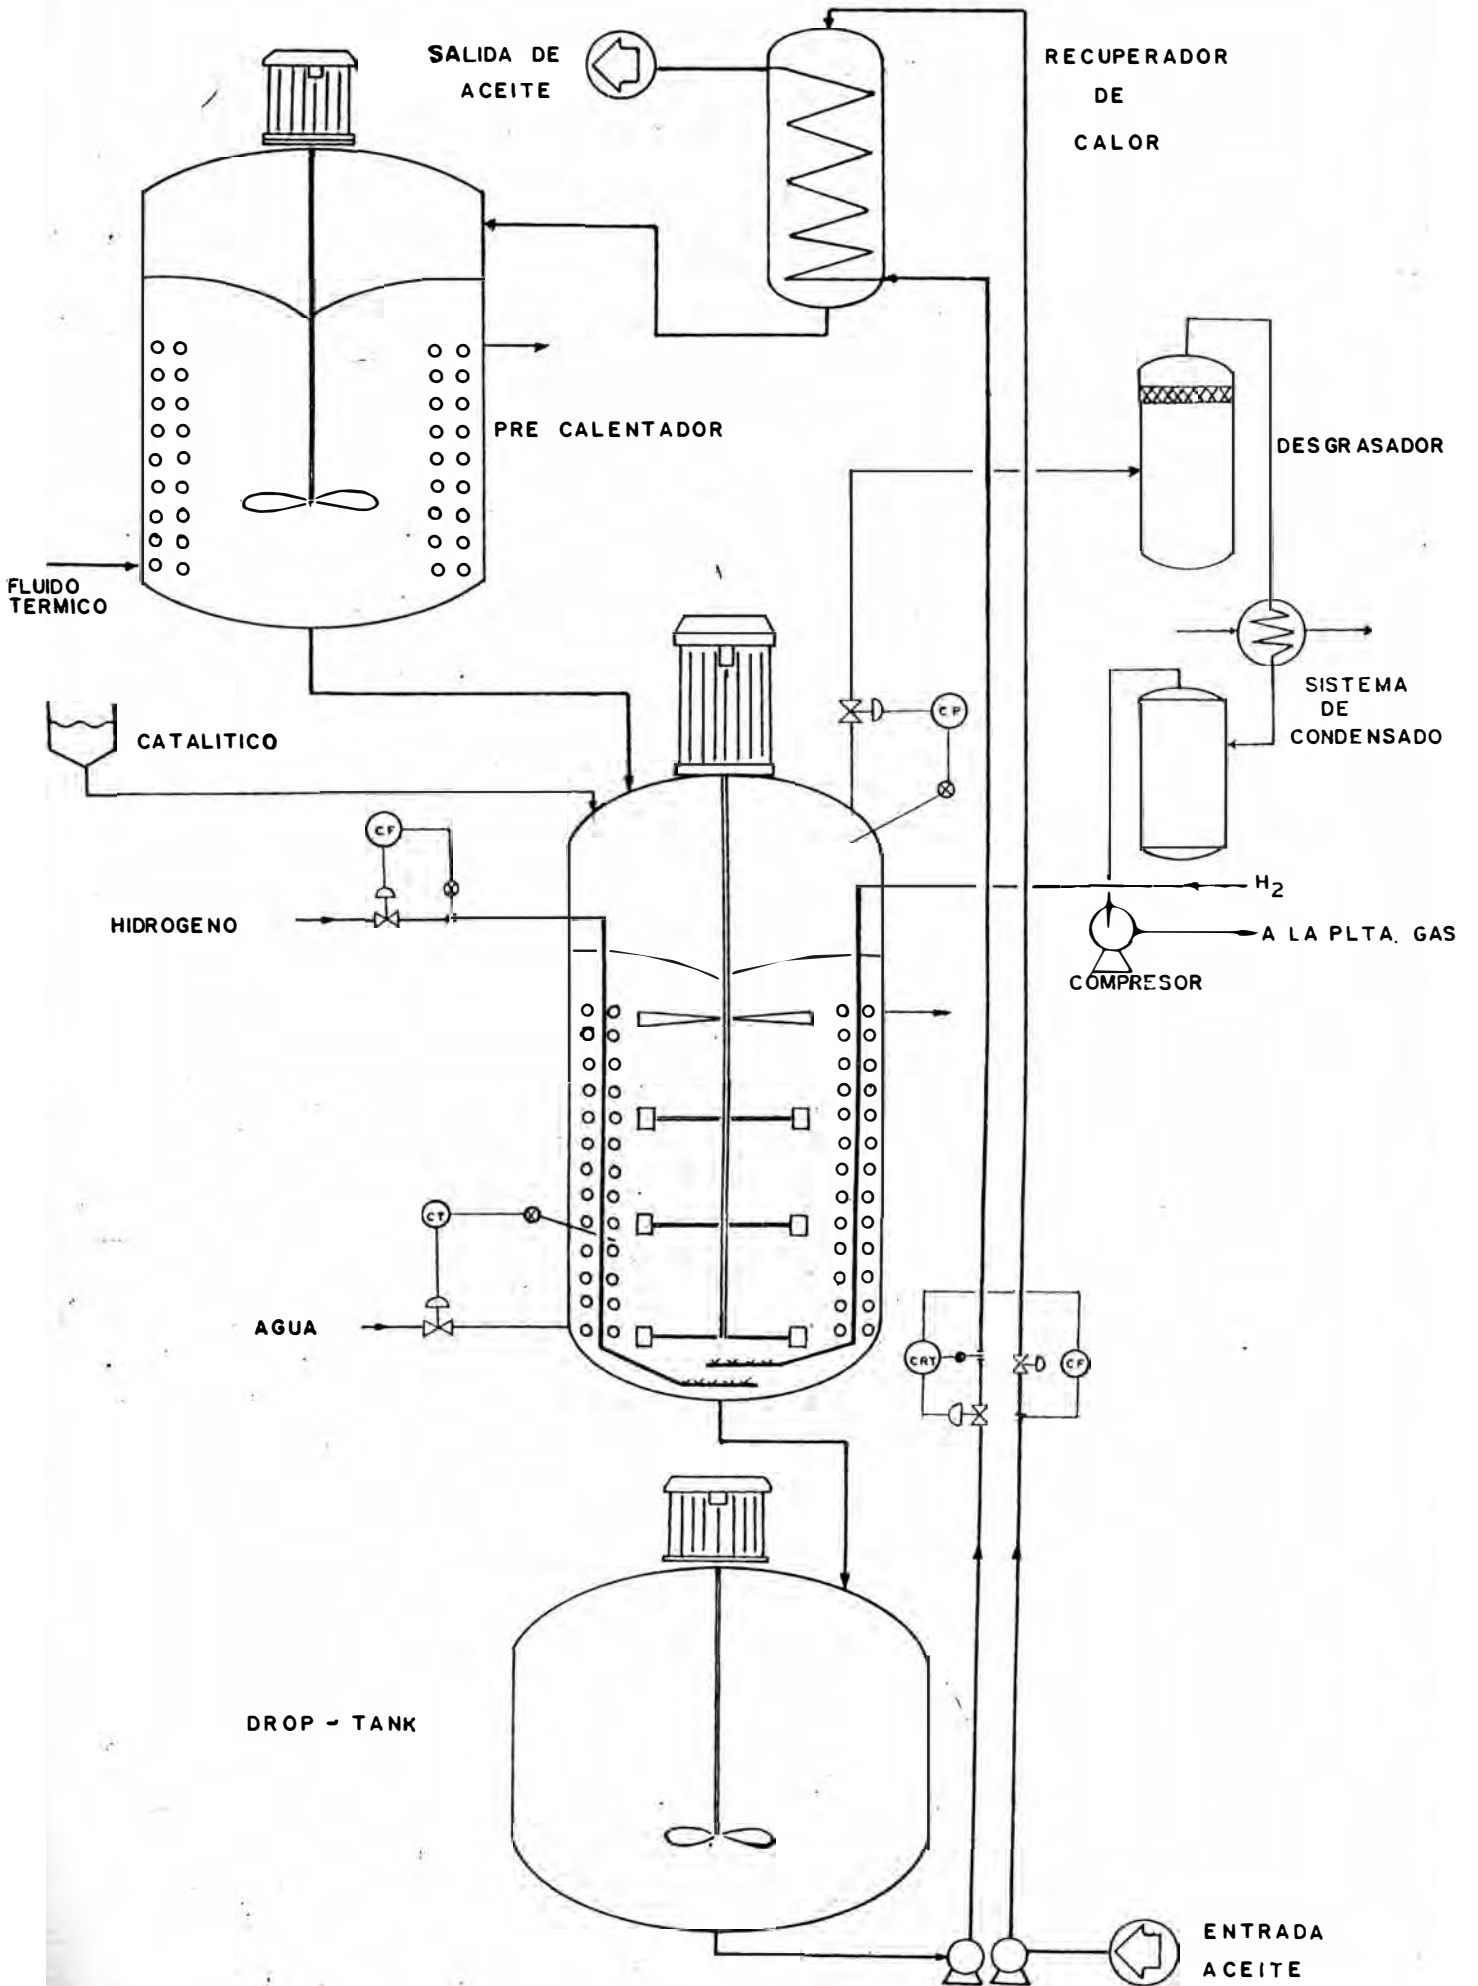 SALIDA DE
ACEITE
RECUPERADOR
DE
CALOR
PRE CALENTADOR
DESGRASADOR
FLUIDO
TERMICO
SISTEMA
DE
CONDENSADO
CATALITICO
CP
CF
HIDROGENO
H2
A LA PLTA. GAS
COMPRESOR
CT
AGUA
CRT
CF
DROP - TANK
ENTRADA
ACEITE